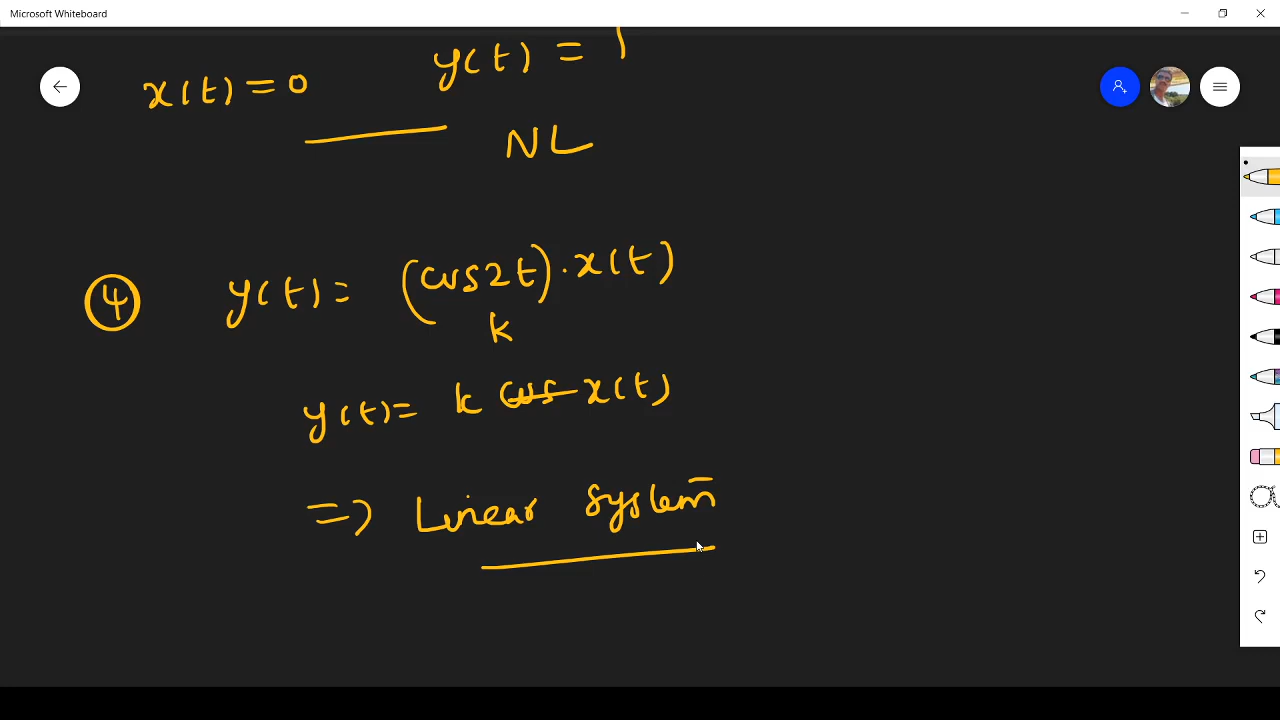 Microsoft Whiteboard
y(t) = 1
x(t) = 0
NL
4 y(t) = (cos2t) · x(t)
k
y(t) = k cos x(t)
=> Linear System